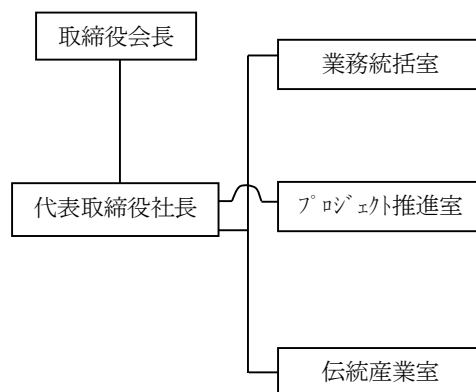 取締役会長
業務統括室
代表取締役社長
ﾌﾟﾛｼﾞｪｸﾄ推進室
伝統産業室